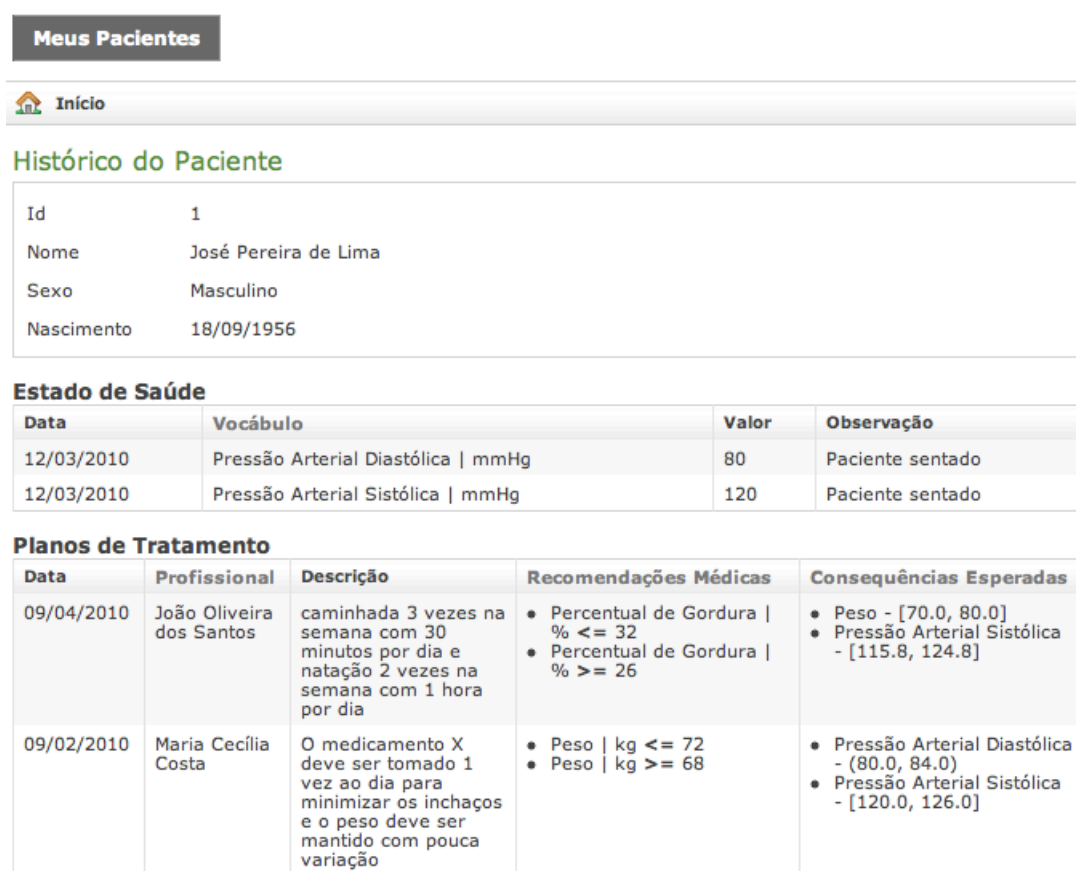 Meus Pacientes
Início
Histórico do Paciente
Id 1
Nome José Pereira de Lima
Sexo Masculino
Nascimento 18/09/1956
Estado de Saúde
Data Vocábulo Valor Observação
12/03/2010 Pressão Arterial Diastólica | mmHg 80 Paciente sentado
12/03/2010 Pressão Arterial Sistólica | mmHg 120 Paciente sentado
Planos de Tratamento
Data Profissional Descrição Recomendações Médicas Consequências Esperadas
09/04/2010 João Oliveira caminhada 3 vezes na • Percentual de Gordura | • Peso - [70.0, 80.0]
dos Santos semana com 30 % <= 32 • Pressão Arterial Sistólica
minutos por dia e • Percentual de Gordura | - [115.8, 124.8]
natação 2 vezes na % >= 26
semana com 1 hora
por dia
09/02/2010 Maria Cecília O medicamento X • Peso | kg <= 72 • Pressão Arterial Diastólica
Costa deve ser tomado 1 • Peso | kg >= 68 - (80.0, 84.0)
vez ao dia para • Pressão Arterial Sistólica
minimizar os inchaços - [120.0, 126.0]
e o peso deve ser
mantido com pouca
variação